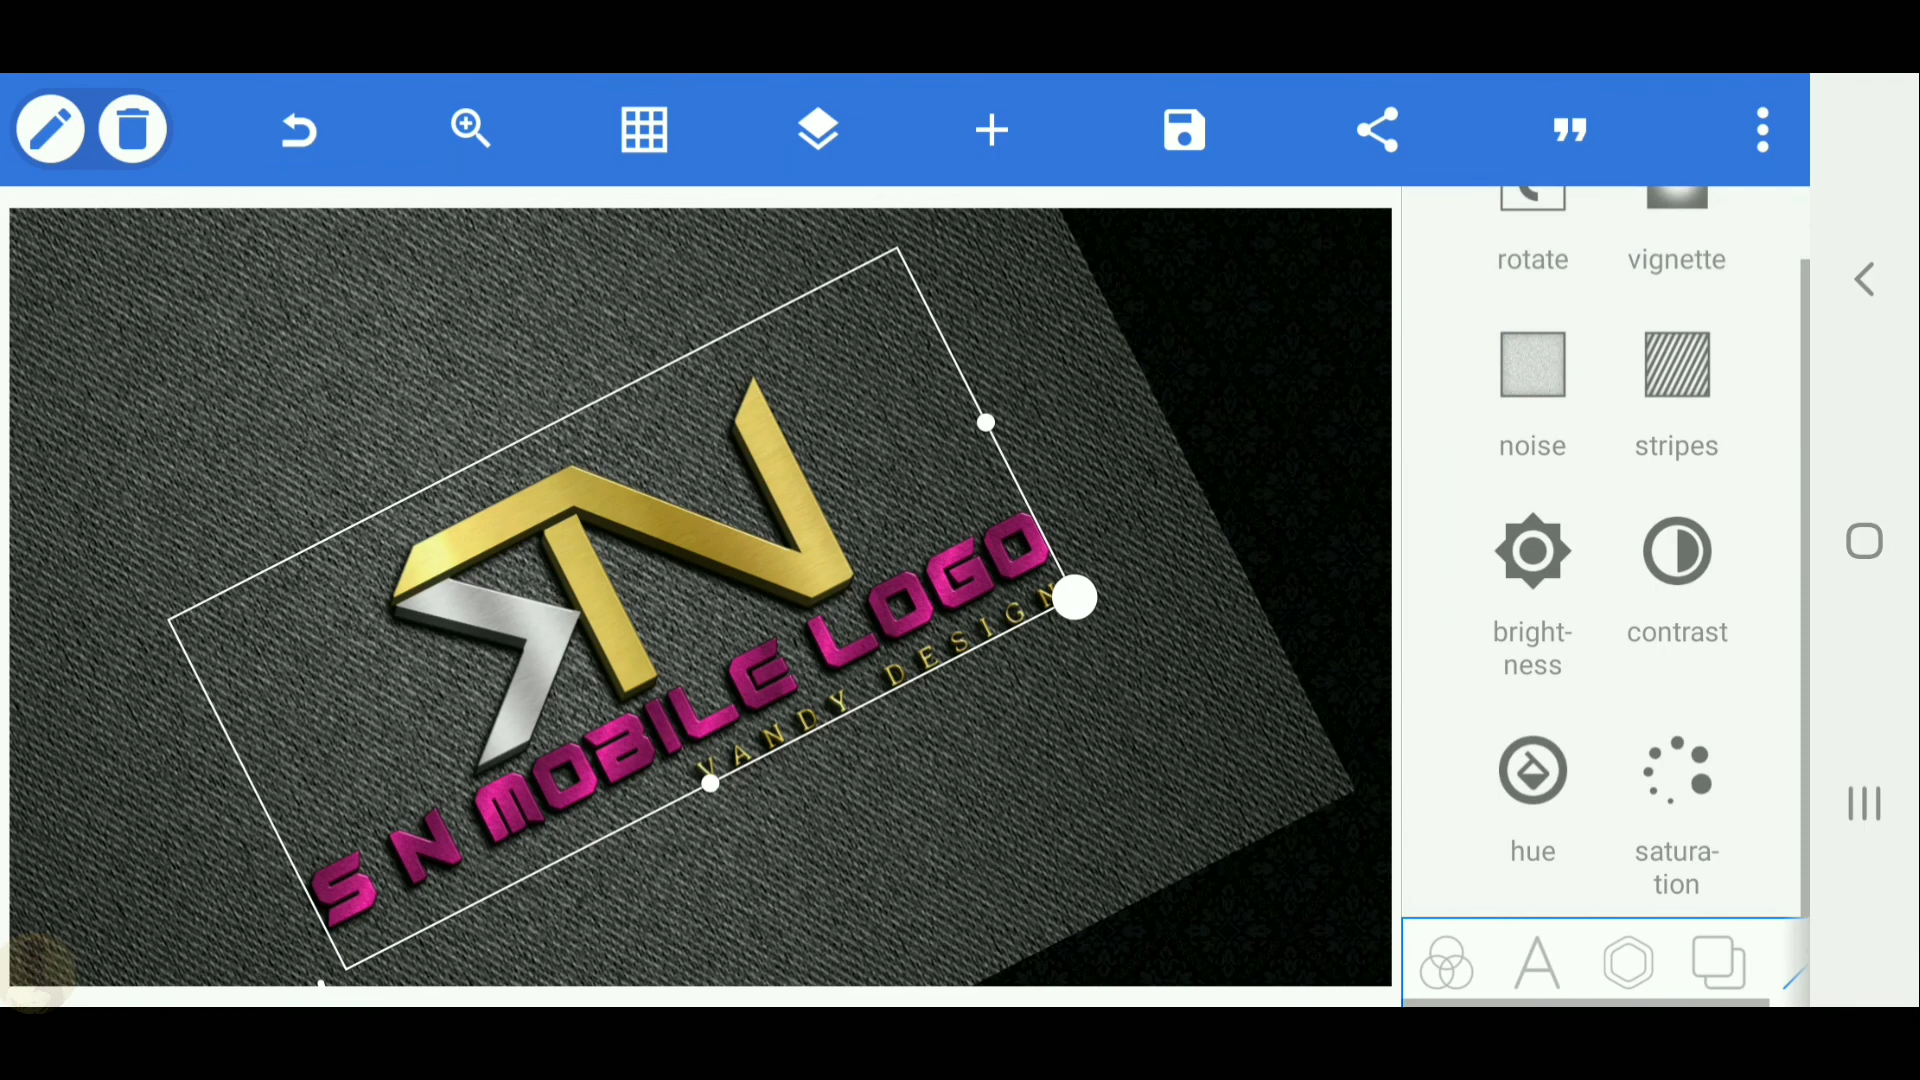 rotate
vignette
noise
stripes
bright-
ness
contrast
hue
satura-
tion
S N MOBILE LOGO
VANDY DESIGN